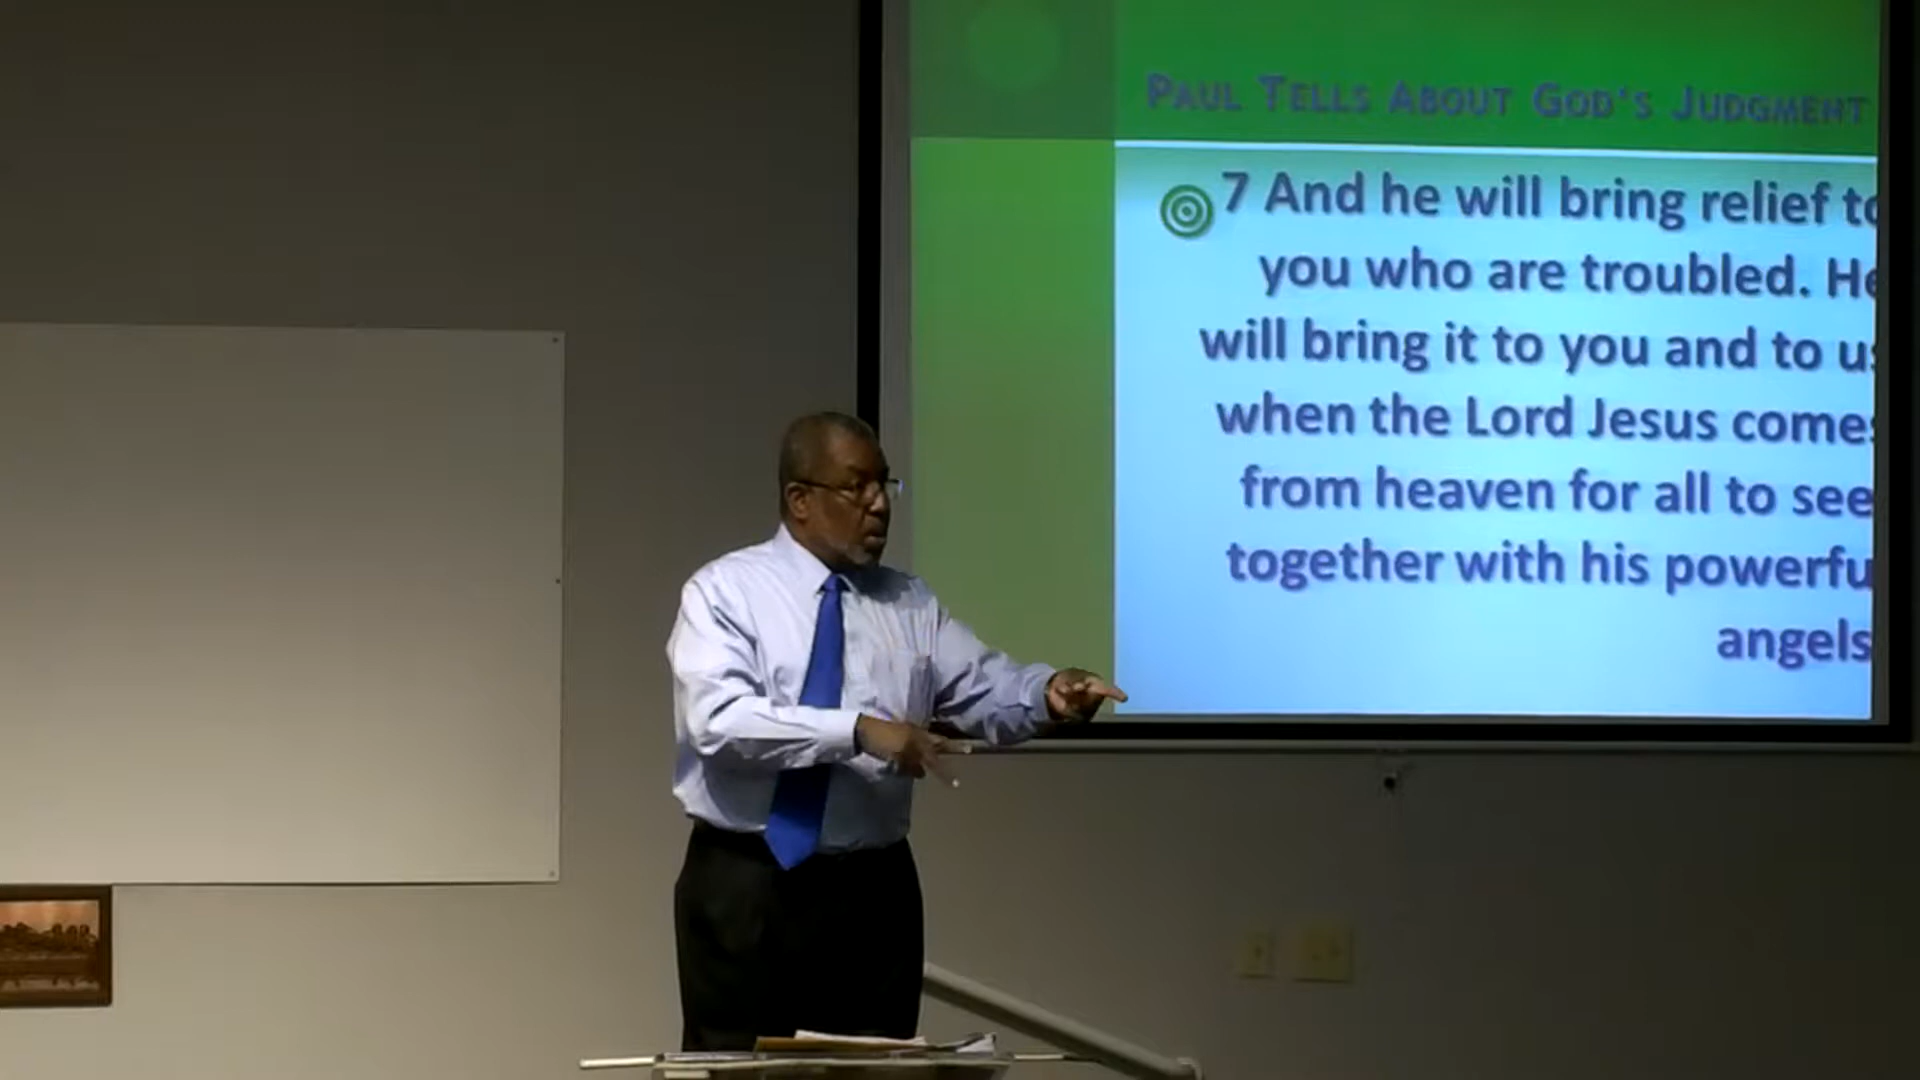 PAUL TELLS ABOUT GOD'S JUDGMENT
7 And he will bring relief to
you who are troubled. He
will bring it to you and to us
when the Lord Jesus comes
from heaven for all to see
together with his powerfu
angels